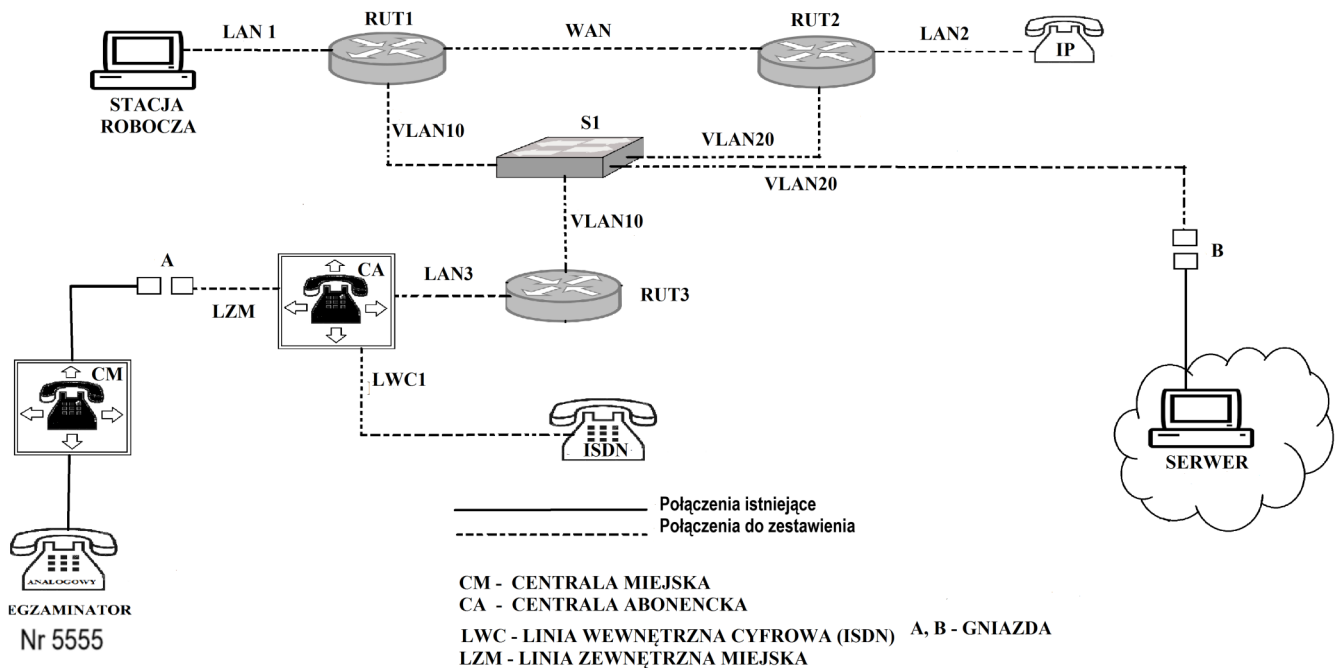 RUT1
RUT2
LAN 1
WAN
LAN2
IP
STACJA
ROBOCZA
VLAN10
S1
VLAN20
VLAN20
VLAN10
A
CA
LAN3
RUT3
B
LZM
CM
LWC1
ISDN
SERWER
ANALOGOWY
EGZAMINATOR
Nr 5555
Połączenia istniejące
Połączenia do zestawienia
CM - CENTRALA MIEJSKA
CA - CENTRALA ABONENCKA
LWC - LINIA WEWNĘTRZNA CYFROWA (ISDN) A, B - GNIAZDA
LZM - LINIA ZEWNĘTRZNA MIEJSKA